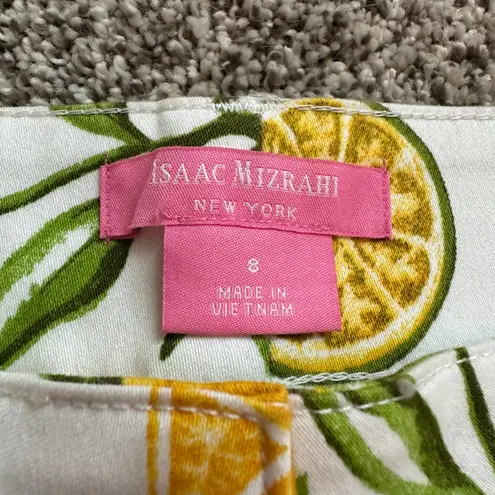 ISAAC MIZRAHI
NEW YORK
8
MADE IN
VIETNAM